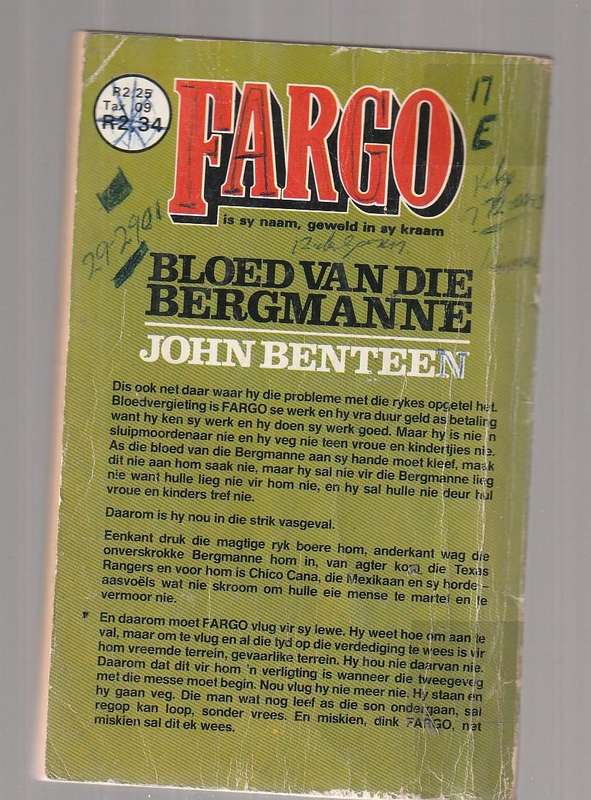 R2 25
Tax 09
R2 34
FARGO
П
E
is sy naam, geweld in sy kraam
29-2901
BLOED VAN DIE
BERGMANNE
JOHN BENTEEN
Dis ook net daar waar hy die probleme met die rykes opgetel het.
Bloedvergieting is FARGO se werk en hy vra duur geld as betaling
want hy ken sy werk en hy doen sy werk goed. Maar hy is nie 'n
sluipmoordenaar nie en hy veg nie teen vroue en kindertjies nie.
As die bloed van die Bergmanne aan sy hande moet kleef, maak
dit nie aan hom saak nie, maar hy sal nie vir die Bergmanne lieg
nie want hulle lieg nie vir hom nie, en hy sal hulle nie deur hul
vroue en kinders tref nie.
Daarom is hy nou in die strik vasgeval.
Eenkant druk die magtige ryk boere hom, anderkant wag die
onverskrokke Bergmanne hom in, van agter kom die Texas
Rangers en voor hom is Chico Cana, die Mexikaan en sy horde—
aasvoëls wat nie skroom om hulle eie mense te martel en te
vermoor nie.
En daarom moet FARGO vlug vir sy lewe. Hy weet hoe om aan te
val, maar om te vlug en al die tyd op die verdediging te wees is vir
hom vreemde terrein, gevaarlike terrein. Hy hou nie daarvan nie.
Daarom dat dit vir hom 'n verligting is wanneer die tweegeveg
met die messe moet begin. Nou vlug hy nie meer nie. Hy staan en
hy gaan veg. Die man wat nog leef as die son ondergaan, sal
regop kan loop, sonder vrees. En miskien, dink FARGO, net
miskien sal dit ek wees.